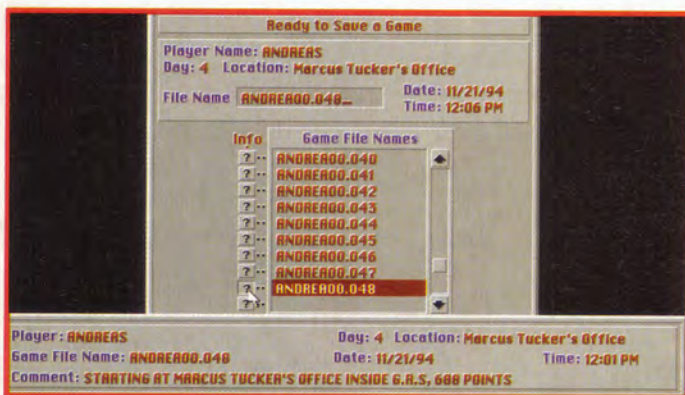 Ready to Save a Game
Player Name: ANDREAS
Day: 4 Location: Marcus Tucker's Office
File Name ANDREA00.048_
Date: 11/21/94
Time: 12:06 PM
Info Game File Names
? ·· ANDREA00.040
? ·· ANDREA00.041
? ·· ANDREA00.042
? ·· ANDREA00.043
? ·· ANDREA00.044
? ·· ANDREA00.045
? ·· ANDREA00.046
? ·· ANDREA00.047
? ·· ANDREA00.048
? ··
Player: ANDREAS Day: 4 Location: Marcus Tucker's Office
Game File Name: ANDREA00.048 Date: 11/21/94 Time: 12:01 PM
Comment: STARTING AT MARCUS TUCKER'S OFFICE INSIDE G.R.S, 688 POINTS